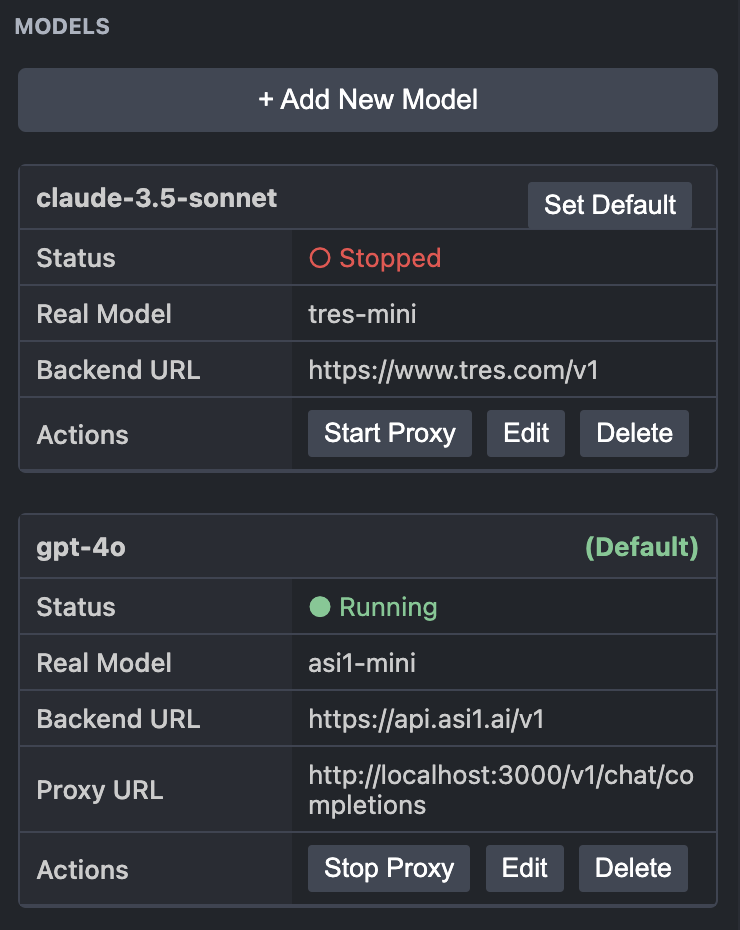 MODELS
+ Add New Model
claude-3.5-sonnet
Set Default
Status
Stopped
Real Model
tres-mini
Backend URL
https://www.tres.com/v1
Actions
Start Proxy
Edit
Delete
gpt-4o
(Default)
Status
Running
Real Model
asi1-mini
Backend URL
https://api.asi1.ai/v1
Proxy URL
http://localhost:3000/v1/chat/co
mpletions
Actions
Stop Proxy
Edit
Delete